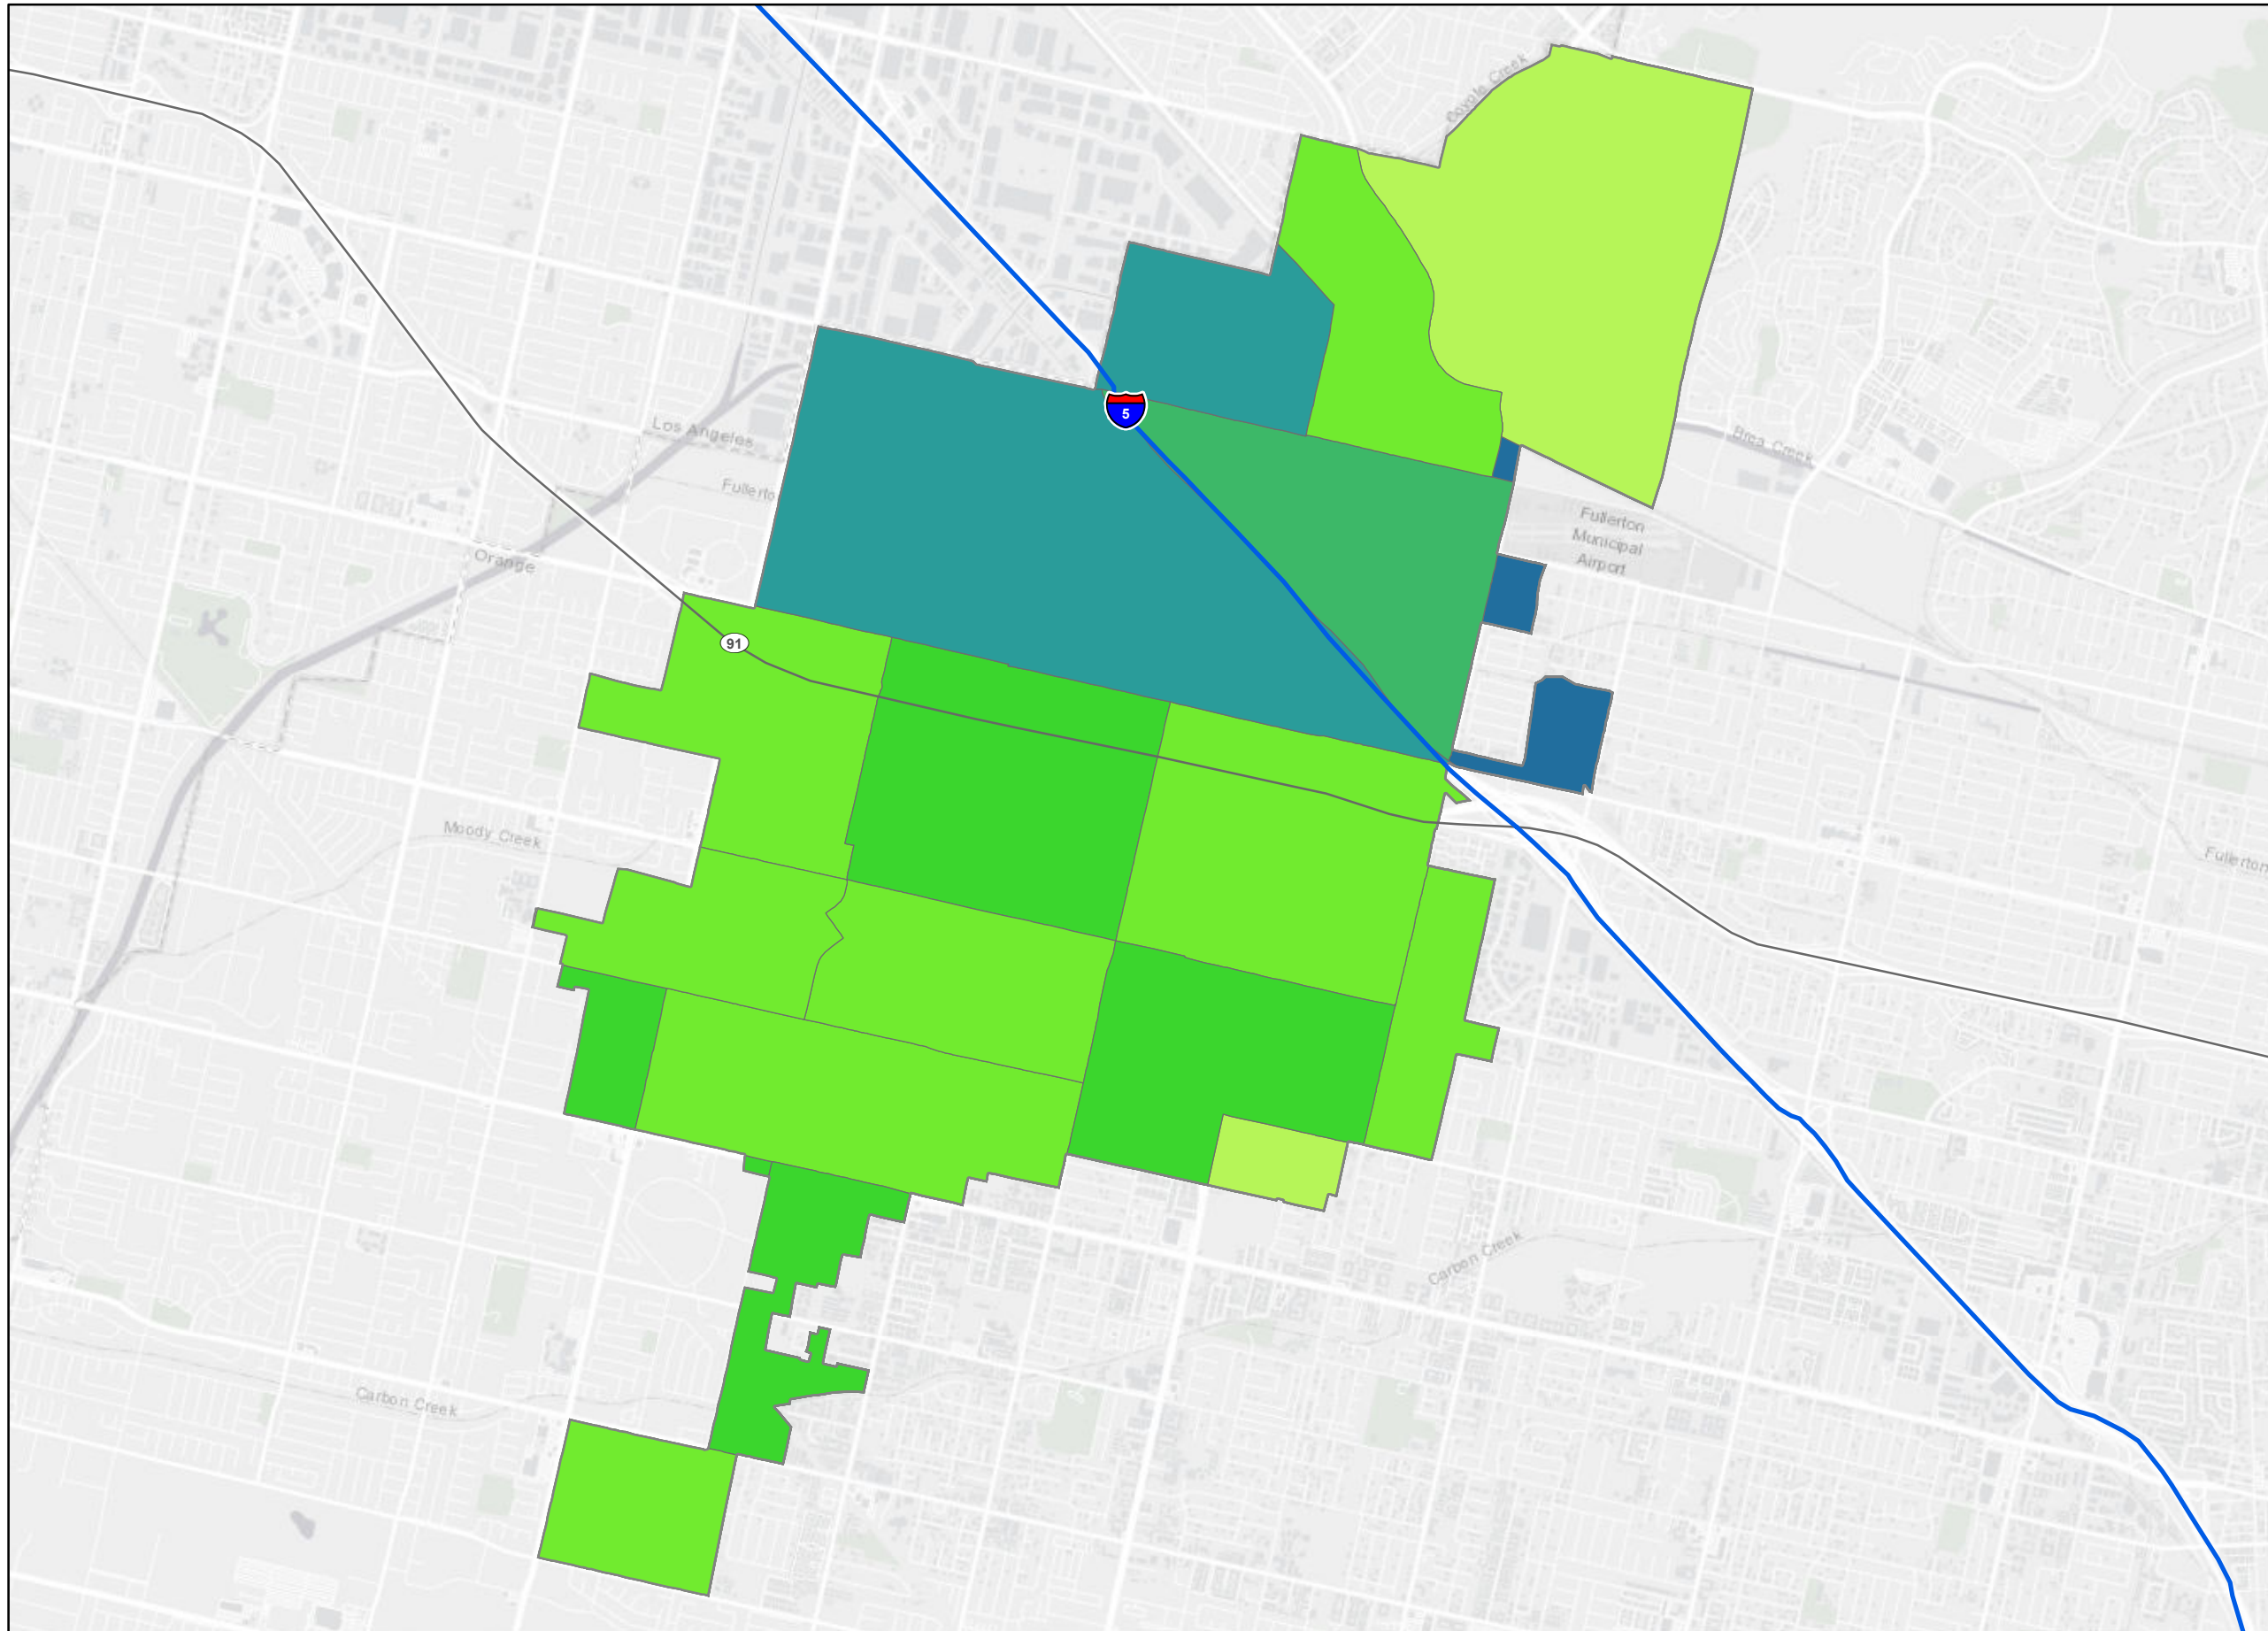 Coyote Creek
5
Los Angeles
Brea Creek
Fullerto
Fullerton
Municipal
Airport
Orange
91
Moody Creek
Fullerton
Carbon Creek
Carbon Creek